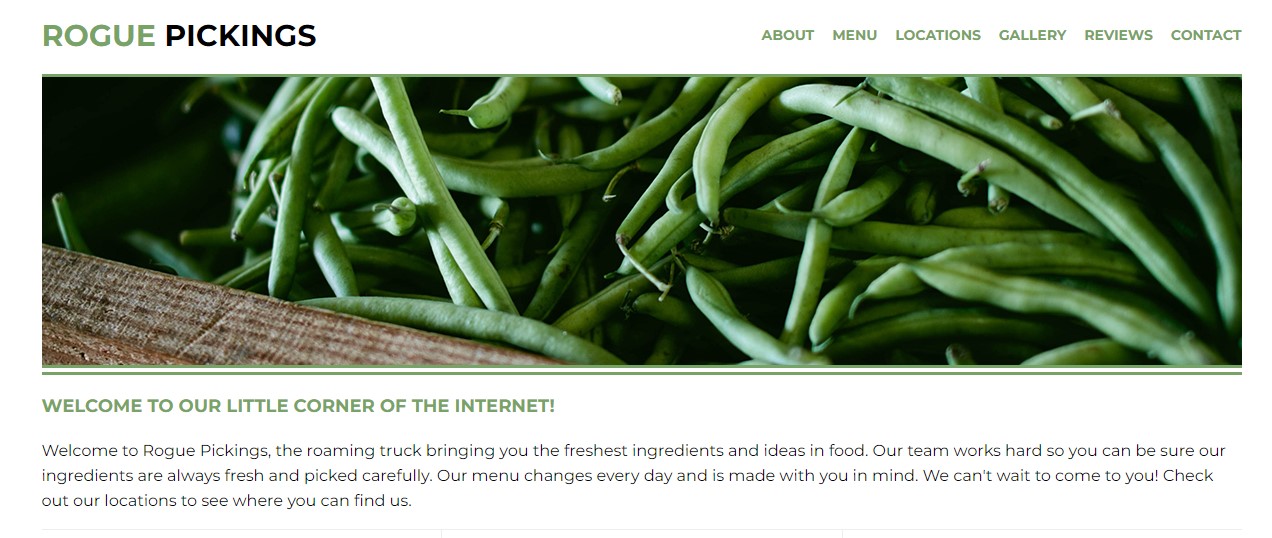 ROGUE PICKINGS
ABOUT MENU LOCATIONS GALLERY REVIEWS CONTACT
WELCOME TO OUR LITTLE CORNER OF THE INTERNET!
Welcome to Rogue Pickings, the roaming truck bringing you the freshest ingredients and ideas in food. Our team works hard so you can be sure our
ingredients are always fresh and picked carefully. Our menu changes every day and is made with you in mind. We can't wait to come to you! Check
out our locations to see where you can find us.